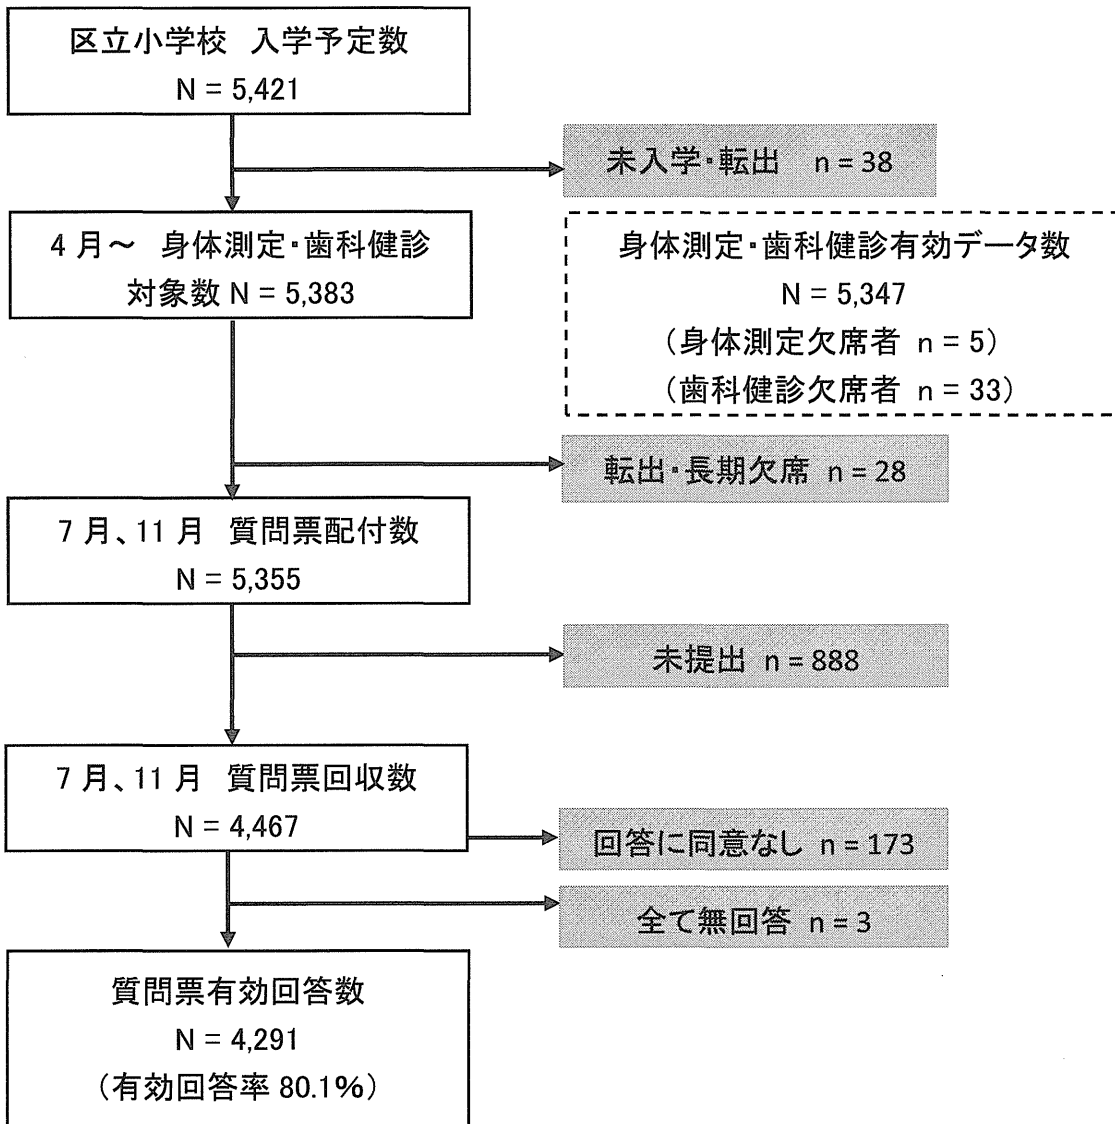 区立小学校 入学予定数
N = 5,421
未入学・転出 n = 38
4 月～ 身体測定・歯科健診
対象数 N = 5,383
身体測定・歯科健診有効データ数
N = 5,347
（身体測定欠席者 n = 5）
（歯科健診欠席者 n = 33）
転出・長期欠席 n = 28
7 月、11 月 質問票配付数
N = 5,355
未提出 n = 888
7 月、11 月 質問票回収数
N = 4,467
回答に同意なし n = 173
全て無回答 n = 3
質問票有効回答数
N = 4,291
（有効回答率 80.1%）